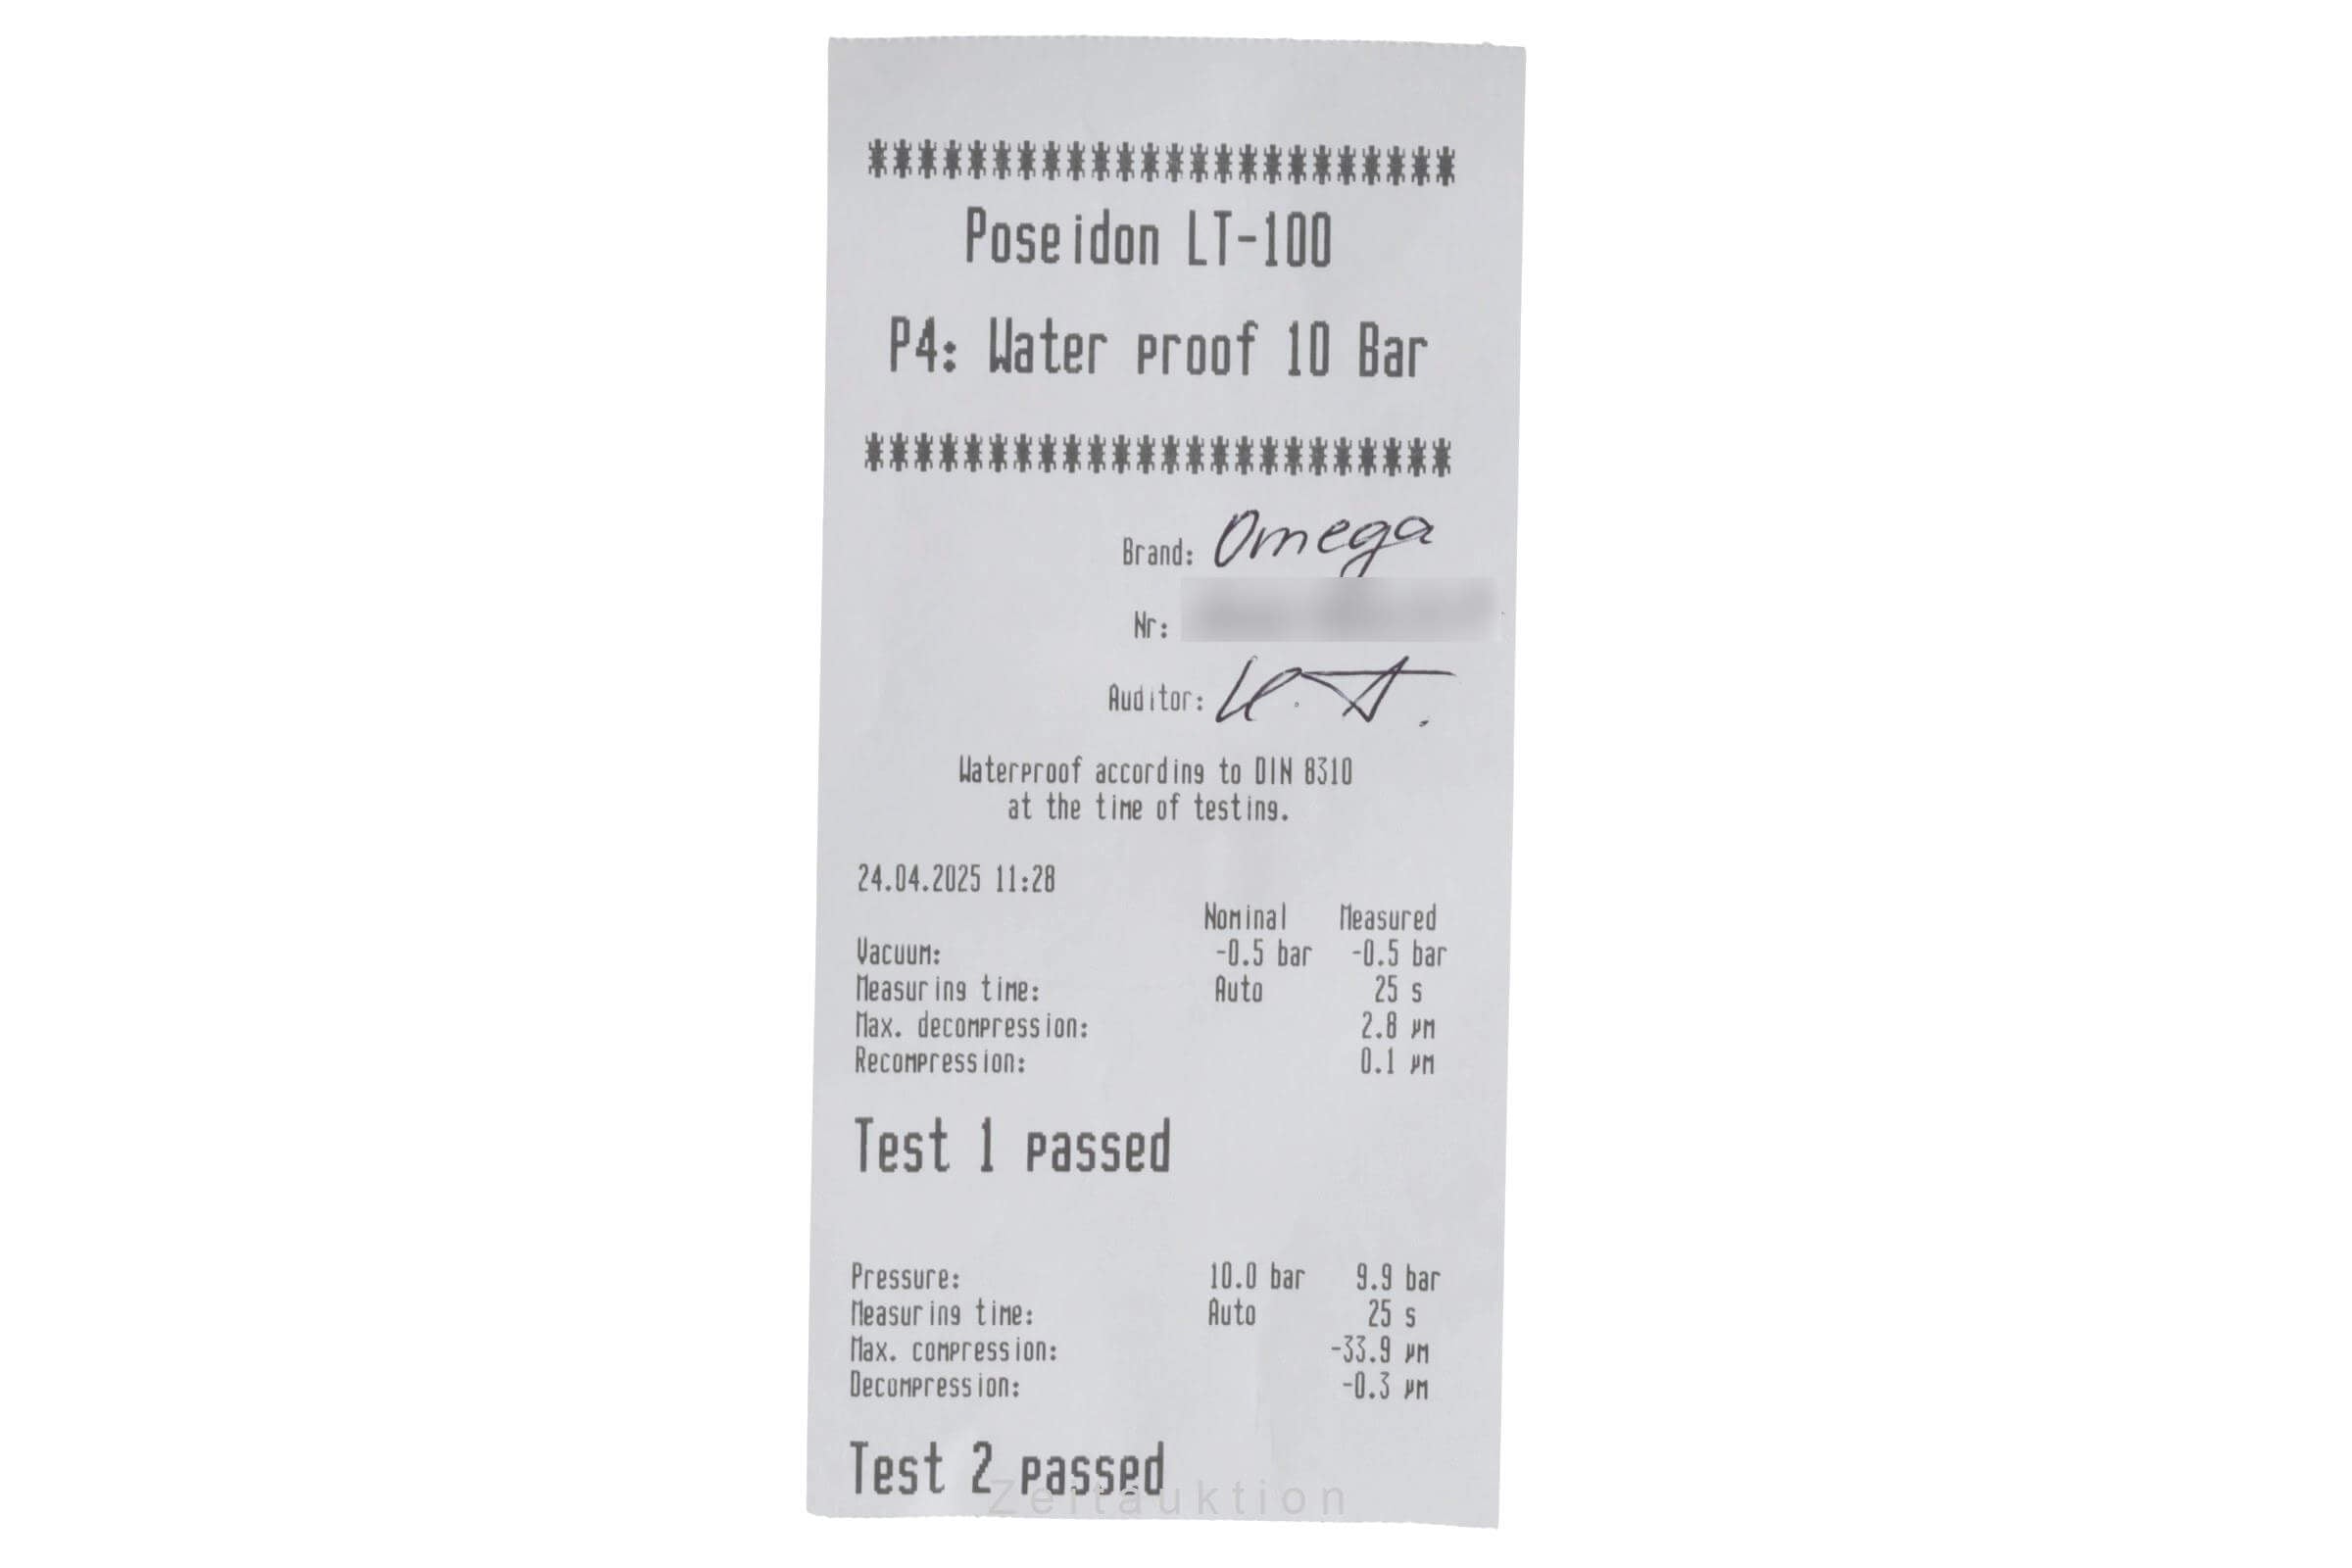 ************************
Poseidon LT-100
P4: Water proof 10 Bar
************************
Brand: Omega
Nr:
Auditor:
Waterproof according to DIN 8310
at the time of testing.
24.04.2025 11:28
Nominal Measured
Vacuum: -0.5 bar -0.5 bar
Measuring time: Auto 25 s
Max. decompression: 2.8 µm
Recompression: 0.1 µm
Test 1 passed
Pressure: 10.0 bar 9.9 bar
Measuring time: Auto 25 s
Max. compression: -33.9 µm
Decompression: -0.3 µm
Test 2 passed
Zeitauktion